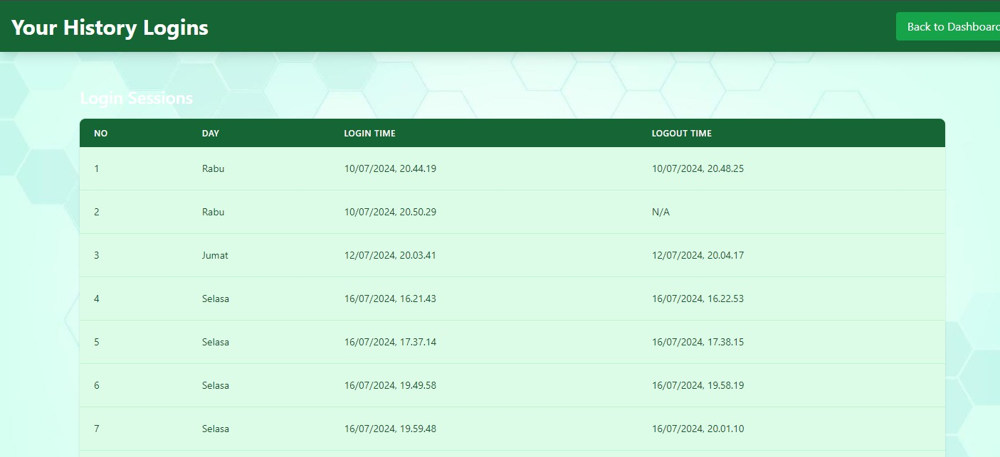 Your History Logins
Back to Dashboard
Login Sessions
NO DAY LOGIN TIME LOGOUT TIME
1 Rabu 10/07/2024, 20.44.19 10/07/2024, 20.48.25
2 Rabu 10/07/2024, 20.50.29 N/A
3 Jumat 12/07/2024, 20.03.41 12/07/2024, 20.04.17
4 Selasa 16/07/2024, 16.21.43 16/07/2024, 16.22.53
5 Selasa 16/07/2024, 17.37.14 16/07/2024, 17.38.15
6 Selasa 16/07/2024, 19.49.58 16/07/2024, 19.58.19
7 Selasa 16/07/2024, 19.59.48 16/07/2024, 20.01.10